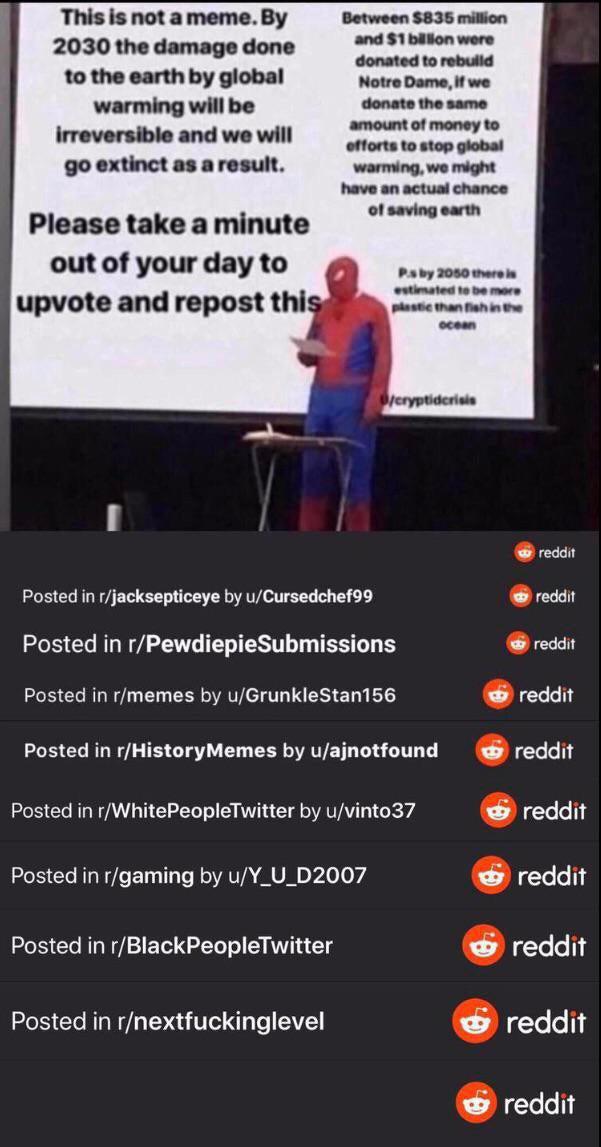 This is not a meme. By
2030 the damage done
to the earth by global
warming will be
irreversible and we will
go extinct as a result.
Please take a minute
out of your day to
upvote and repost this
Between $835 million
and $1 billion were
donated to rebuild
Notre Dame, if we
donate the same
amount of money to
efforts to stop global
warming, we might
have an actual chance
of saving earth
P.s by 2050 there is
estimated to be more
plastic than fish in the
ocean
u/cryptidcrisis
reddit
Posted in r/jacksepticeye by u/Cursedchef99 reddit
Posted in r/PewdiepieSubmissions reddit
Posted in r/memes by u/GrunkleStan156 reddit
Posted in r/HistoryMemes by u/ajnotfound reddit
Posted in r/WhitePeopleTwitter by u/vinto37 reddit
Posted in r/gaming by u/Y_U_D2007 reddit
Posted in r/BlackPeopleTwitter reddit
Posted in r/nextfuckinglevel reddit
reddit